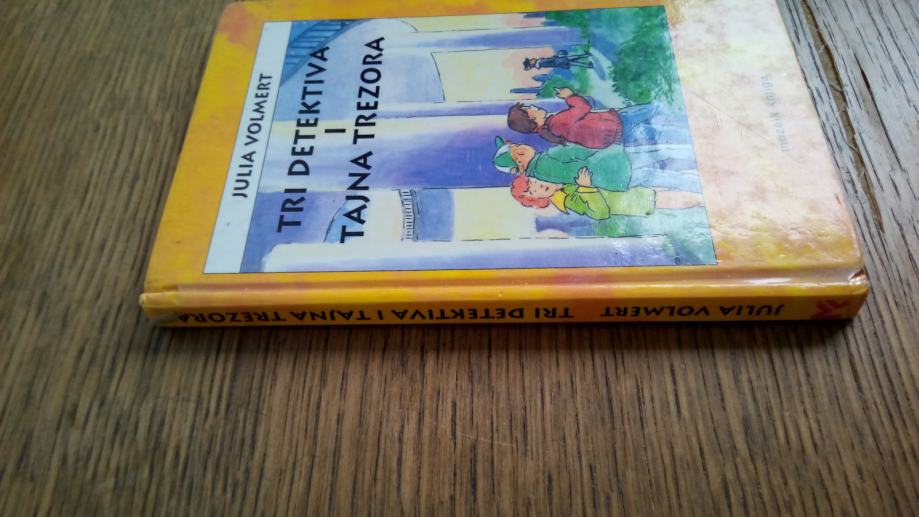 JULIA VOLMERT
TRI DETEKTIVA
I
TAJNA TREZORA
mozaik knjiga
JULIA VOLMERT TRI DETEKTIVA I TAJNA TREZORA